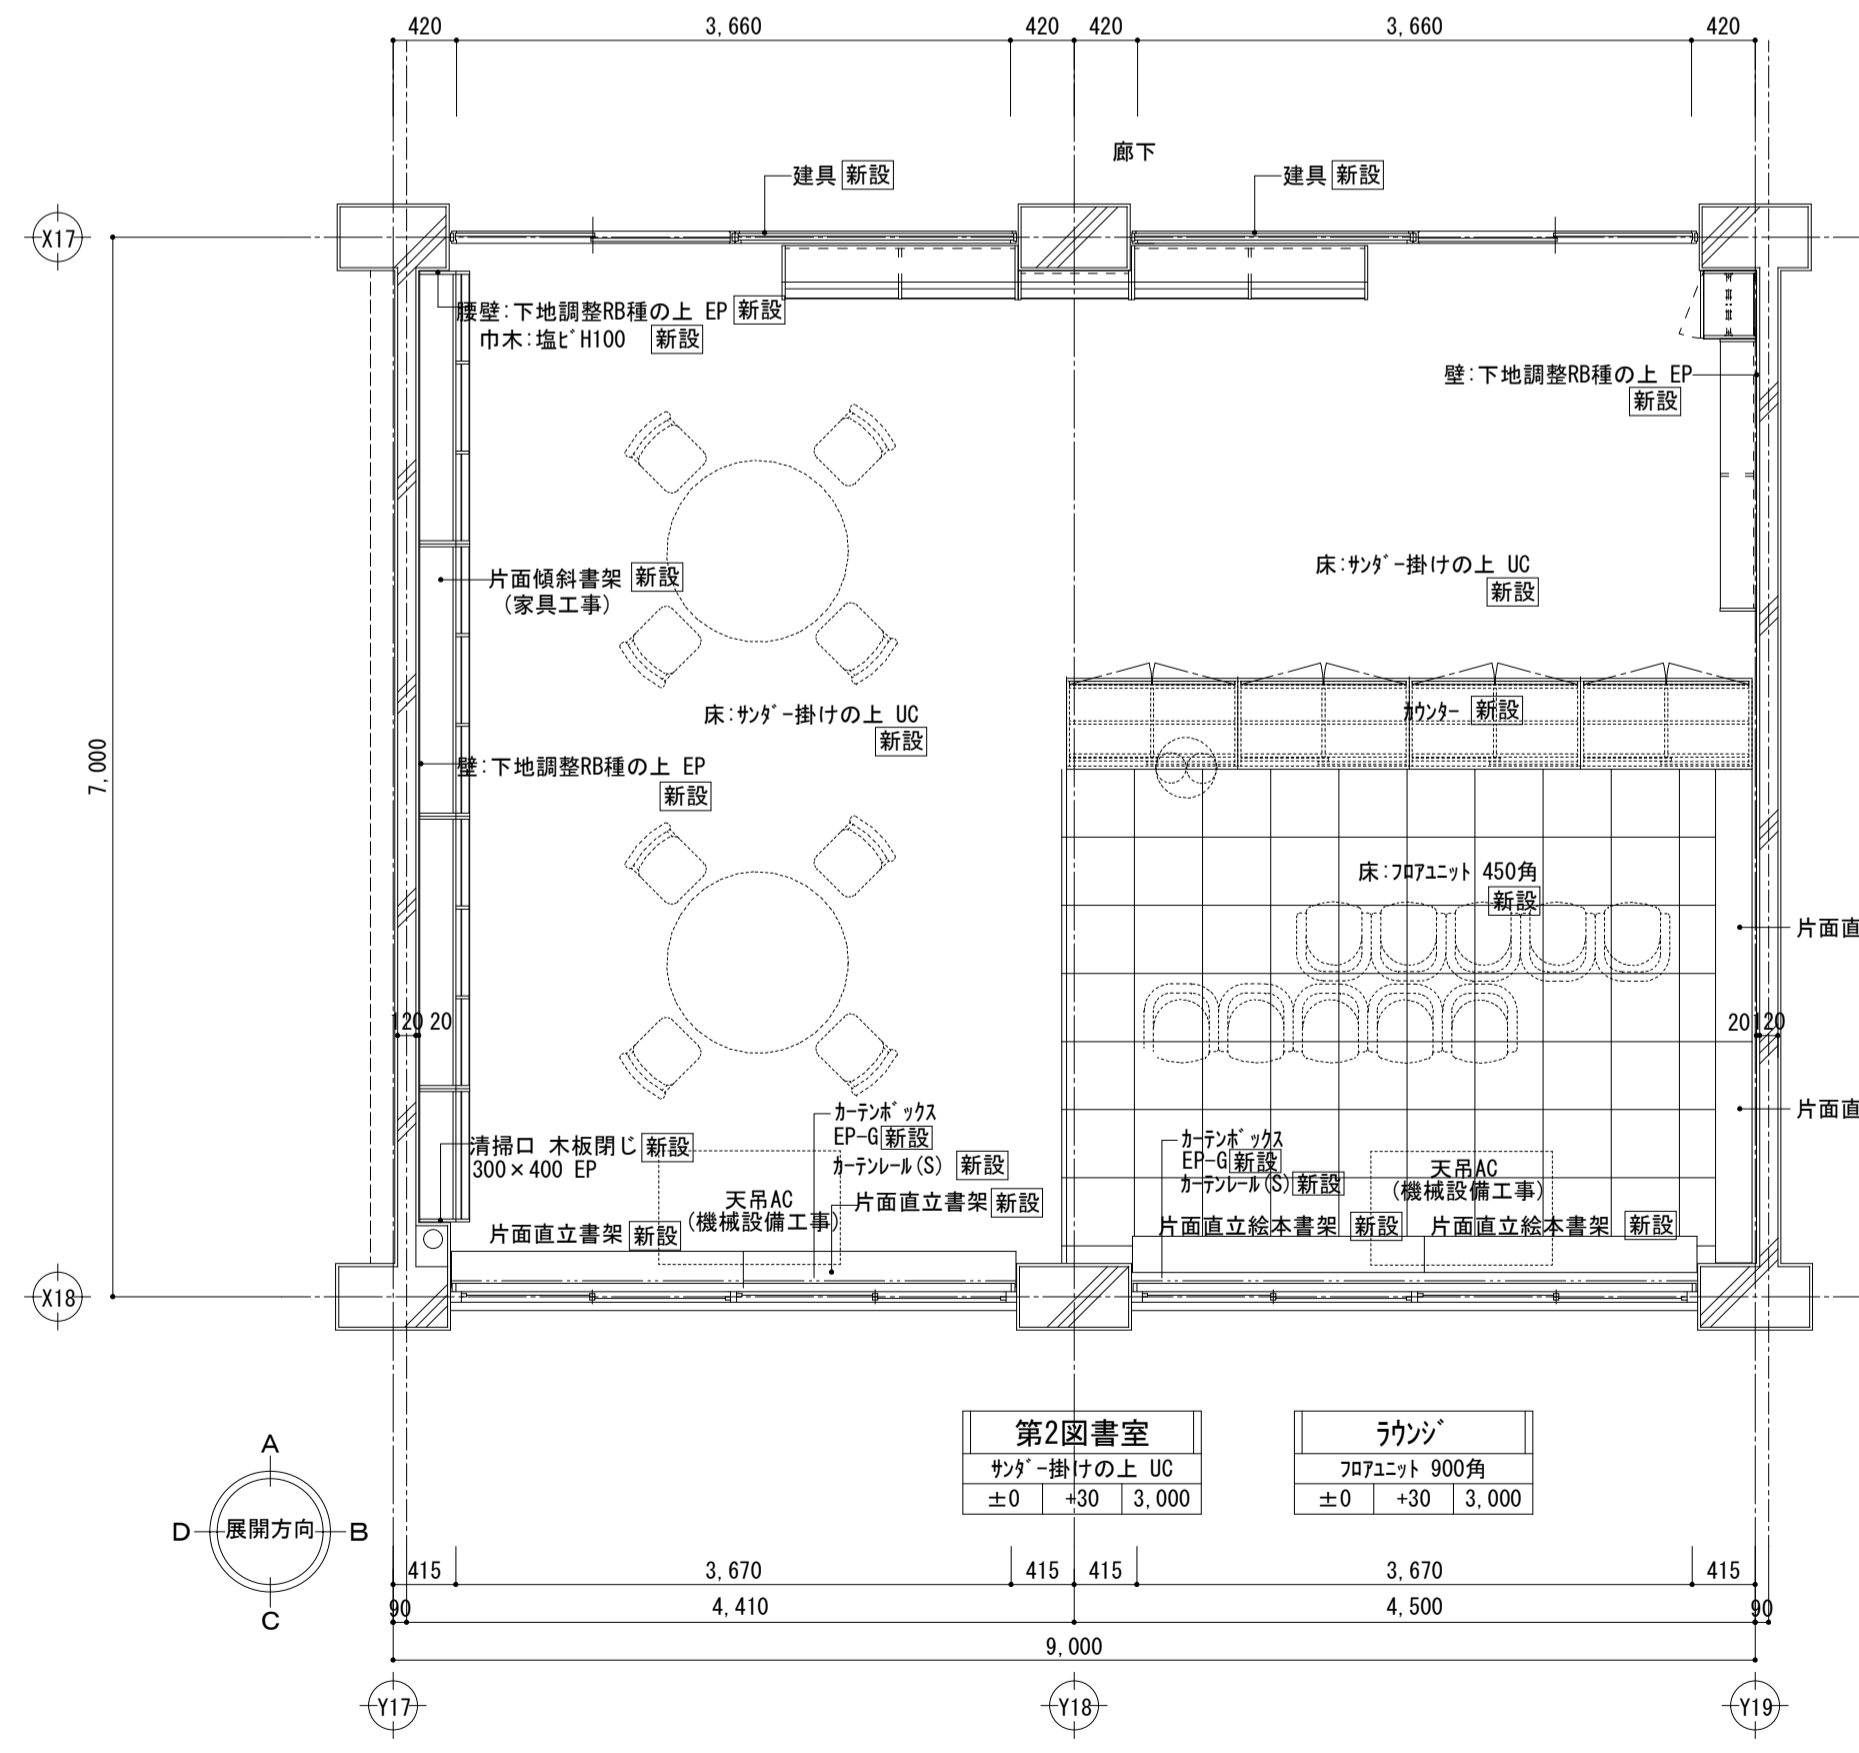 420 3,660 420 420 3,660 420
廊下
建具 新設 建具 新設
X17
腰壁:下地調整RB種の上 EP 新設
巾木:塩ビH100 新設
壁:下地調整RB種の上 EP
新設
床:サンダー掛けの上 UC
新設
片面傾斜書架 新設
(家具工事)
床:サンダー掛けの上 UC
新設
カウンター 新設
7,000
壁:下地調整RB種の上 EP
新設
床:フロアユニット 450角
新設
片面直
120 20
20 120
片面直
カーテンボックス
EP-G 新設
カーテンレール(S) 新設
カーテンボックス
EP-G 新設
カーテンレール(S) 新設
清掃口 木板閉じ 新設
300×400 EP
天吊AC
(機械設備工事)
片面直立書架 新設
天吊AC
(機械設備工事)
片面直立書架 新設
片面直立絵本書架 新設 片面直立絵本書架 新設
X18
第2図書室
サンダー掛けの上 UC
±0 +30 3,000
ラウンジ
フロアユニット 900角
±0 +30 3,000
A
D 展開方向 B
C
415 3,670 415 415 3,670 415
90 4,410 4,500 90
9,000
Y17 Y18 Y19